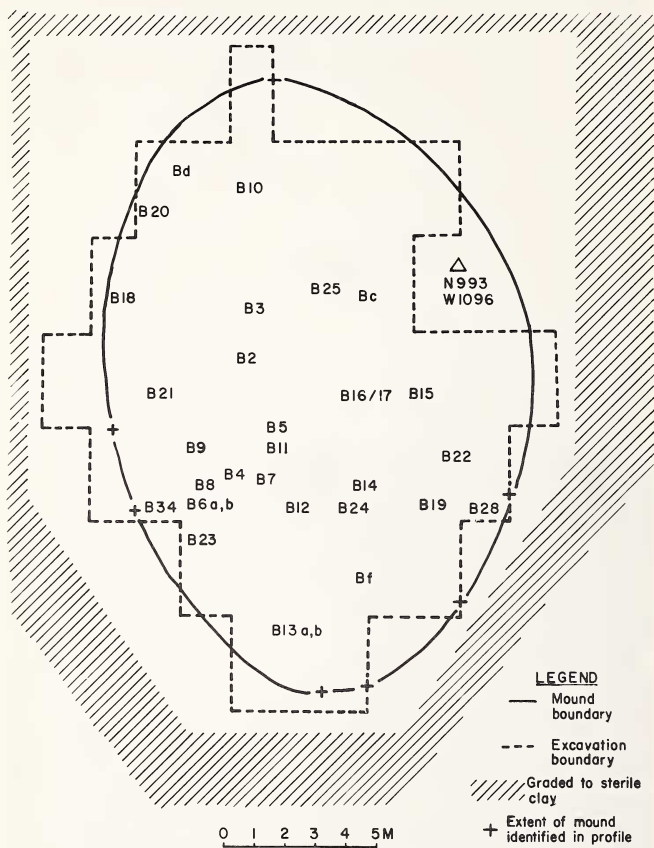 Bd
B10
B20
N993
W1096
B25
Bc
B18
B3
B2
B21
B16/17
B15
B5
B9
B11
B22
B4
B7
B8
B14
B34
B6a,b
B12
B24
B19
B28
B23
Bf
B13 a,b
LEGEND
Mound
boundary
Excavation
boundary
Graded to sterile
clay
Extent of mound
identified in profile
0 1 2 3 4 5M